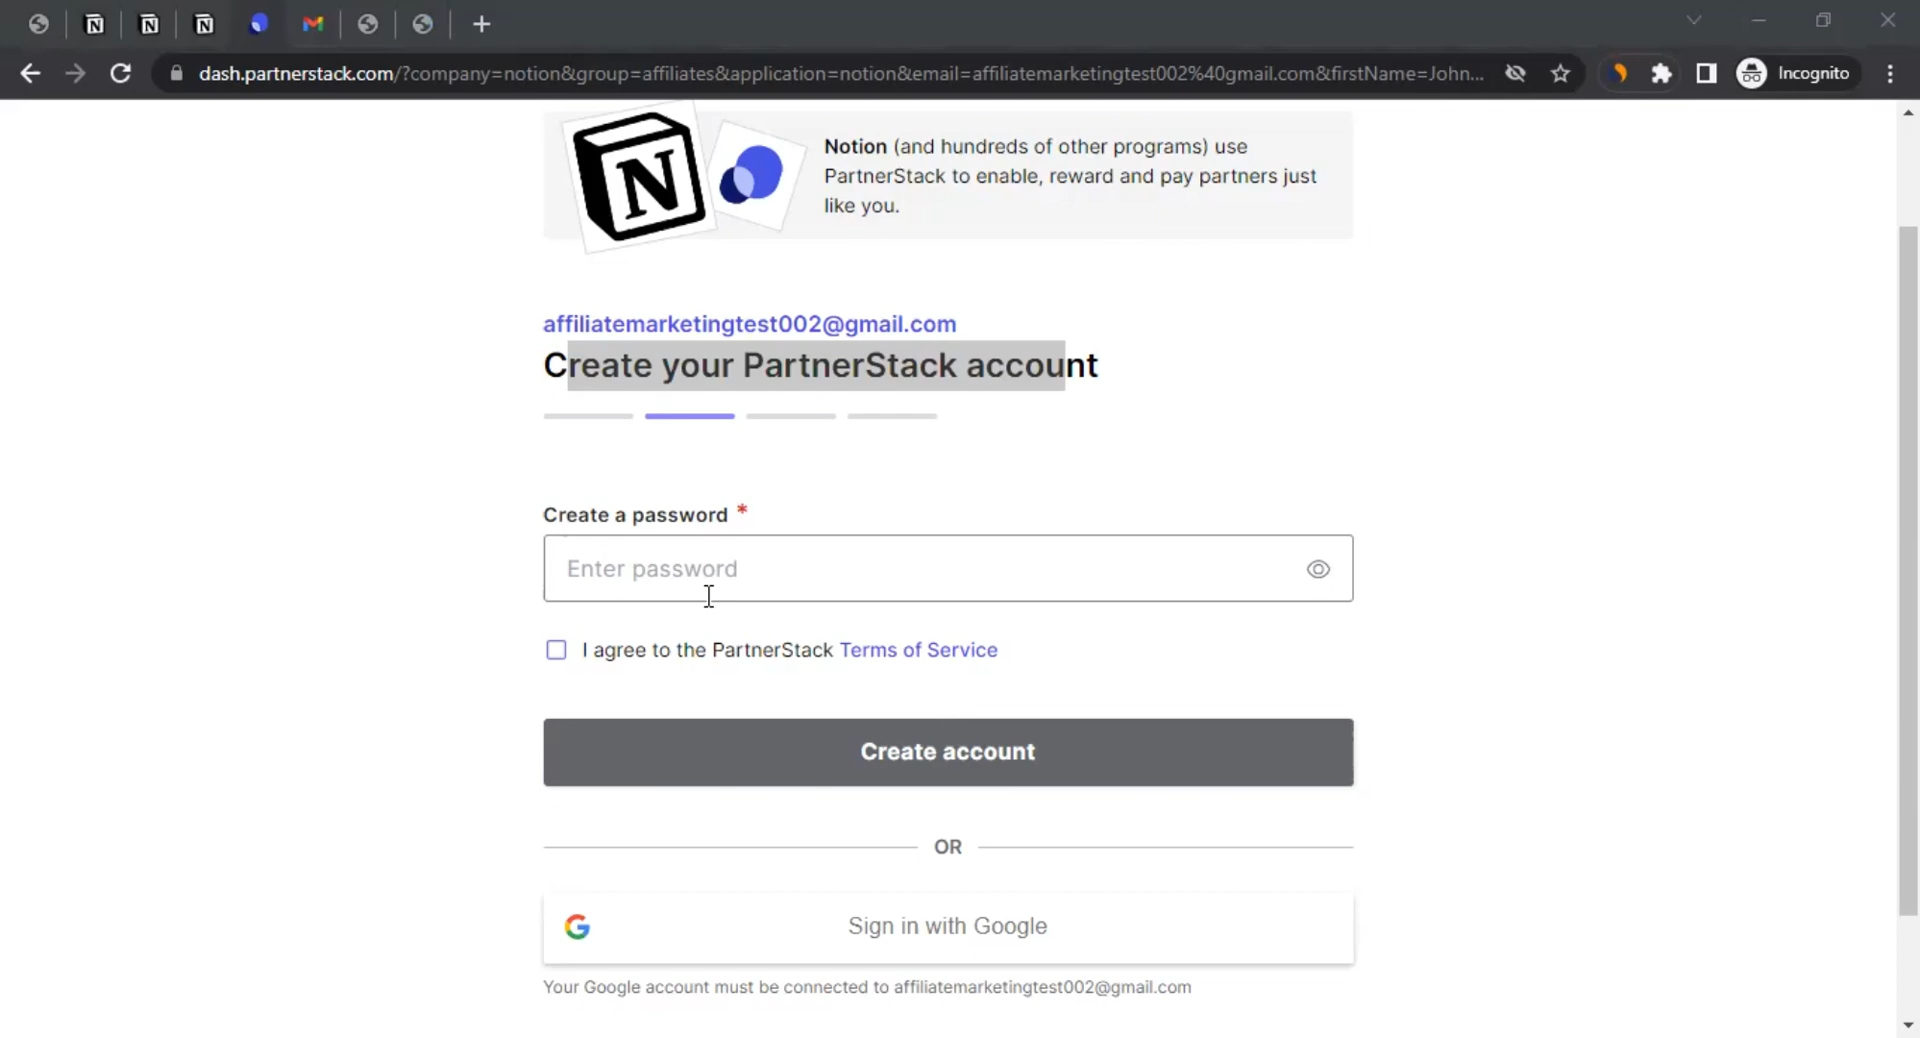 dash.partnerstack.com/?company=notion&group=affiliates&application=notion&email=affiliatemarketingtest002%40gmail.com&firstName=John...
Incognito
N
Notion (and hundreds of other programs) use
PartnerStack to enable, reward and pay partners just
like you.
affiliatemarketingtest002@gmail.com
Create your PartnerStack account
Create a password *
Enter password
I agree to the PartnerStack Terms of Service
Create account
OR
Sign in with Google
Your Google account must be connected to affiliatemarketingtest002@gmail.com